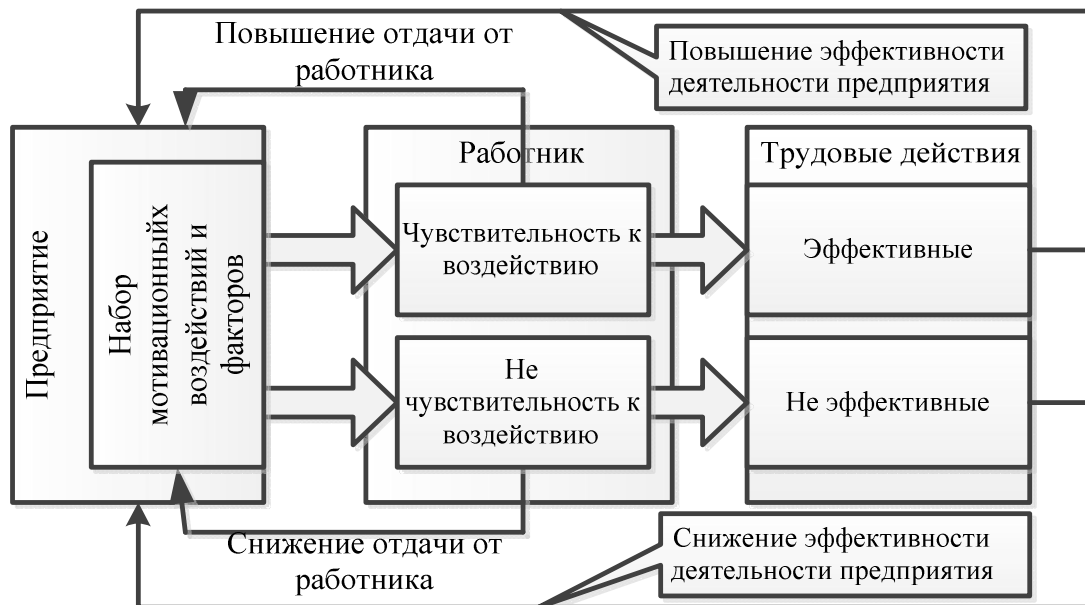 Повышение отдачи от
работника
Повышение эффективности
деятельности предприятия
Предприятие
Набор
мотивационныйх
воздействий и
факторов
Работник
Чувствительность к
воздействию
Не
чувствительность к
воздействию
Трудовые действия
Эффективные
Не эффективные
Снижение отдачи от
работника
Снижение эффективности
деятельности предприятия